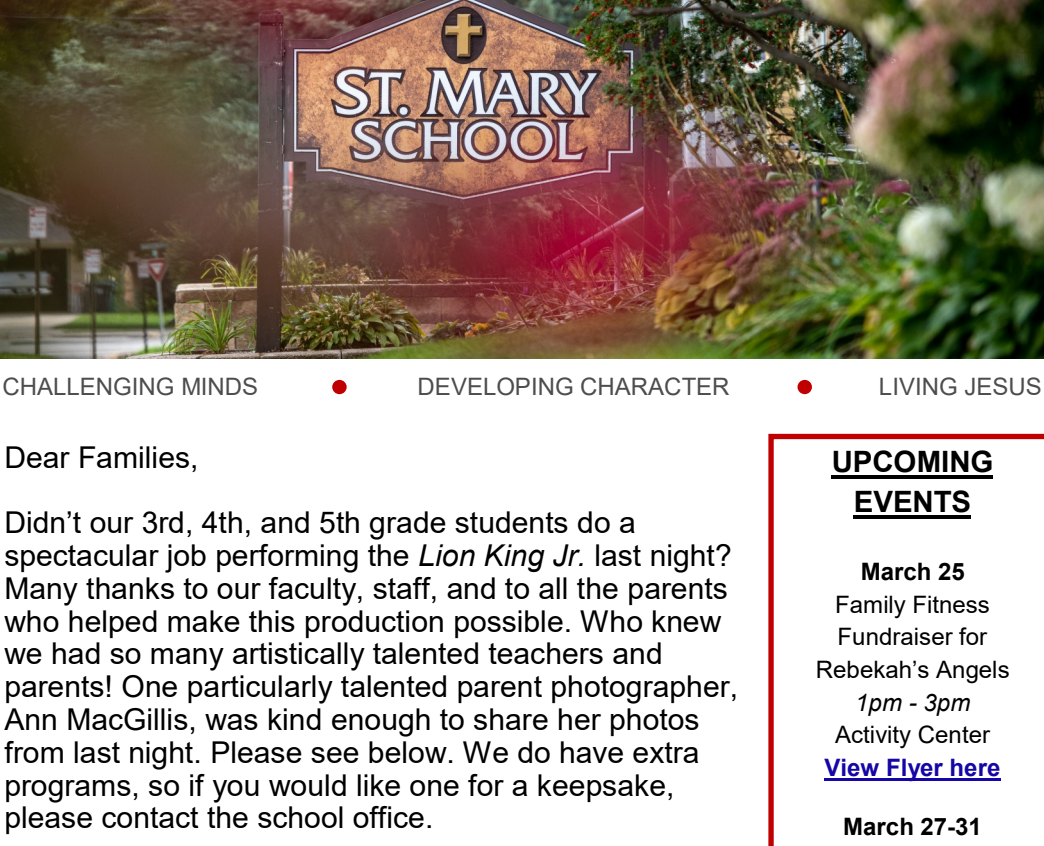 ST. MARY
SCHOOL
CHALLENGING MINDS ● DEVELOPING CHARACTER ● LIVING JESUS
Dear Families,
Didn’t our 3rd, 4th, and 5th grade students do a
spectacular job performing the Lion King Jr. last night?
Many thanks to our faculty, staff, and to all the parents
who helped make this production possible. Who knew
we had so many artistically talented teachers and
parents! One particularly talented parent photographer,
Ann MacGillis, was kind enough to share her photos
from last night. Please see below. We do have extra
programs, so if you would like one for a keepsake,
please contact the school office.
UPCOMING
EVENTS
March 25
Family Fitness
Fundraiser for
Rebekah’s Angels
1pm - 3pm
Activity Center
View Flyer here
March 27-31